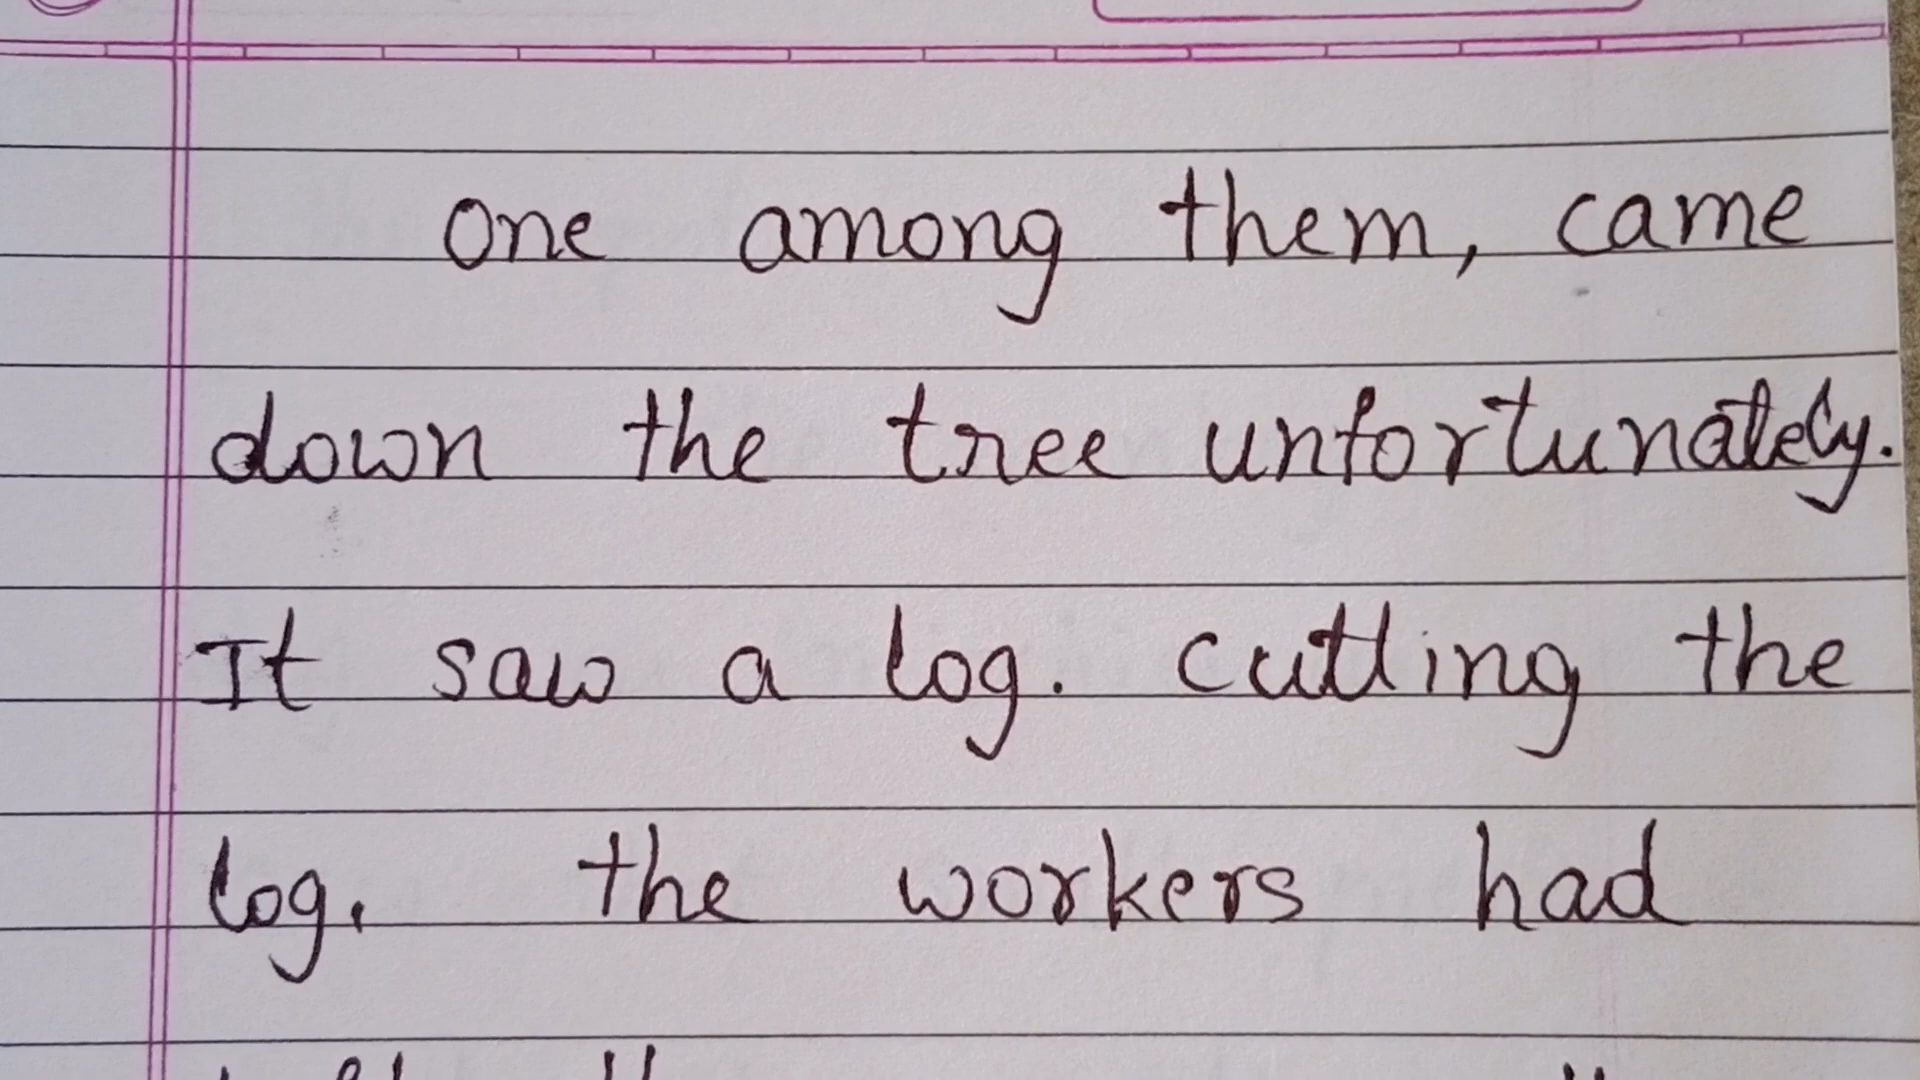 One among them, came
down the tree unfortunately.
It saw a log. cutting the
log. the workers had